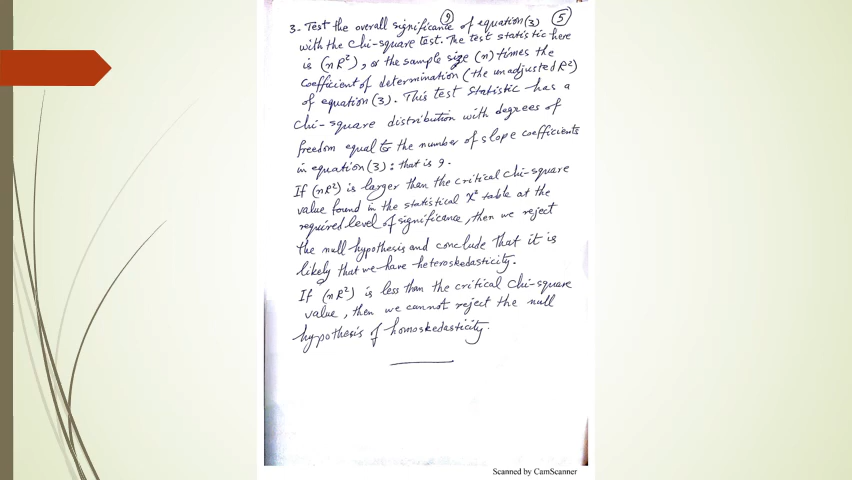 (9) (5)
3- Test the overall significance of equation (3)
with the Chi-square test. The test statistic here
is (nR²), or the sample size (n) times the
Coefficient of determination (the unadjusted R²)
of equation (3). This test statistic has a
Chi-square distribution with degrees of
freedom equal to the number of slope coefficients
in equation (3): that is 9.
If (nR²) is larger than the critical chi-square
value found in the statistical X² table at the
required level of significance, then we reject
the null hypothesis and conclude that it is
likely that we have heteroskedasticity.
If (nR²) is less than the critical chi-square
value, then we cannot reject the null
hypothesis of homoskedasticity.
Scanned by CamScanner